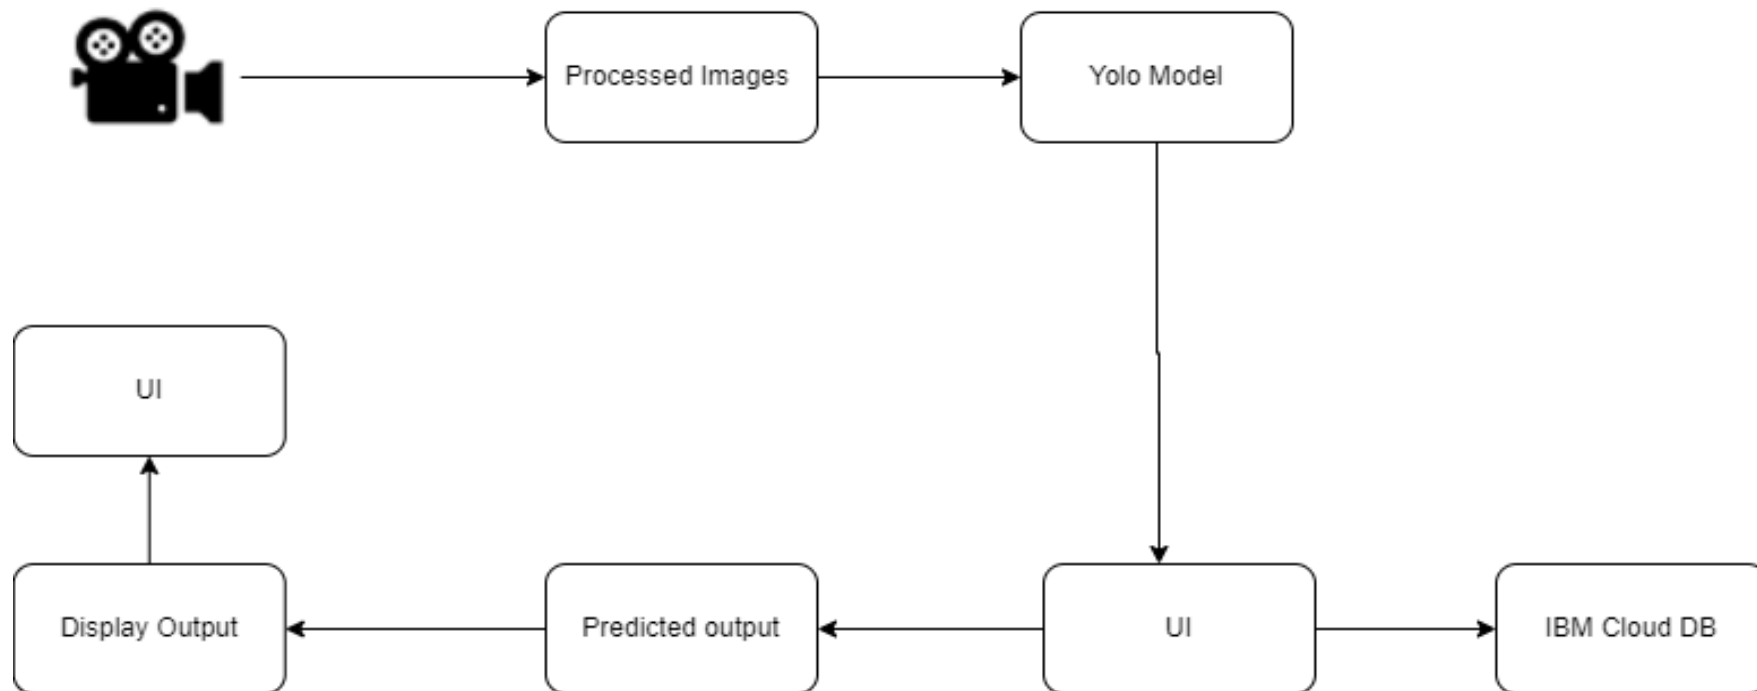 Processed Images
Yolo Model
UI
Display Output
Predicted output
UI
IBM Cloud DB